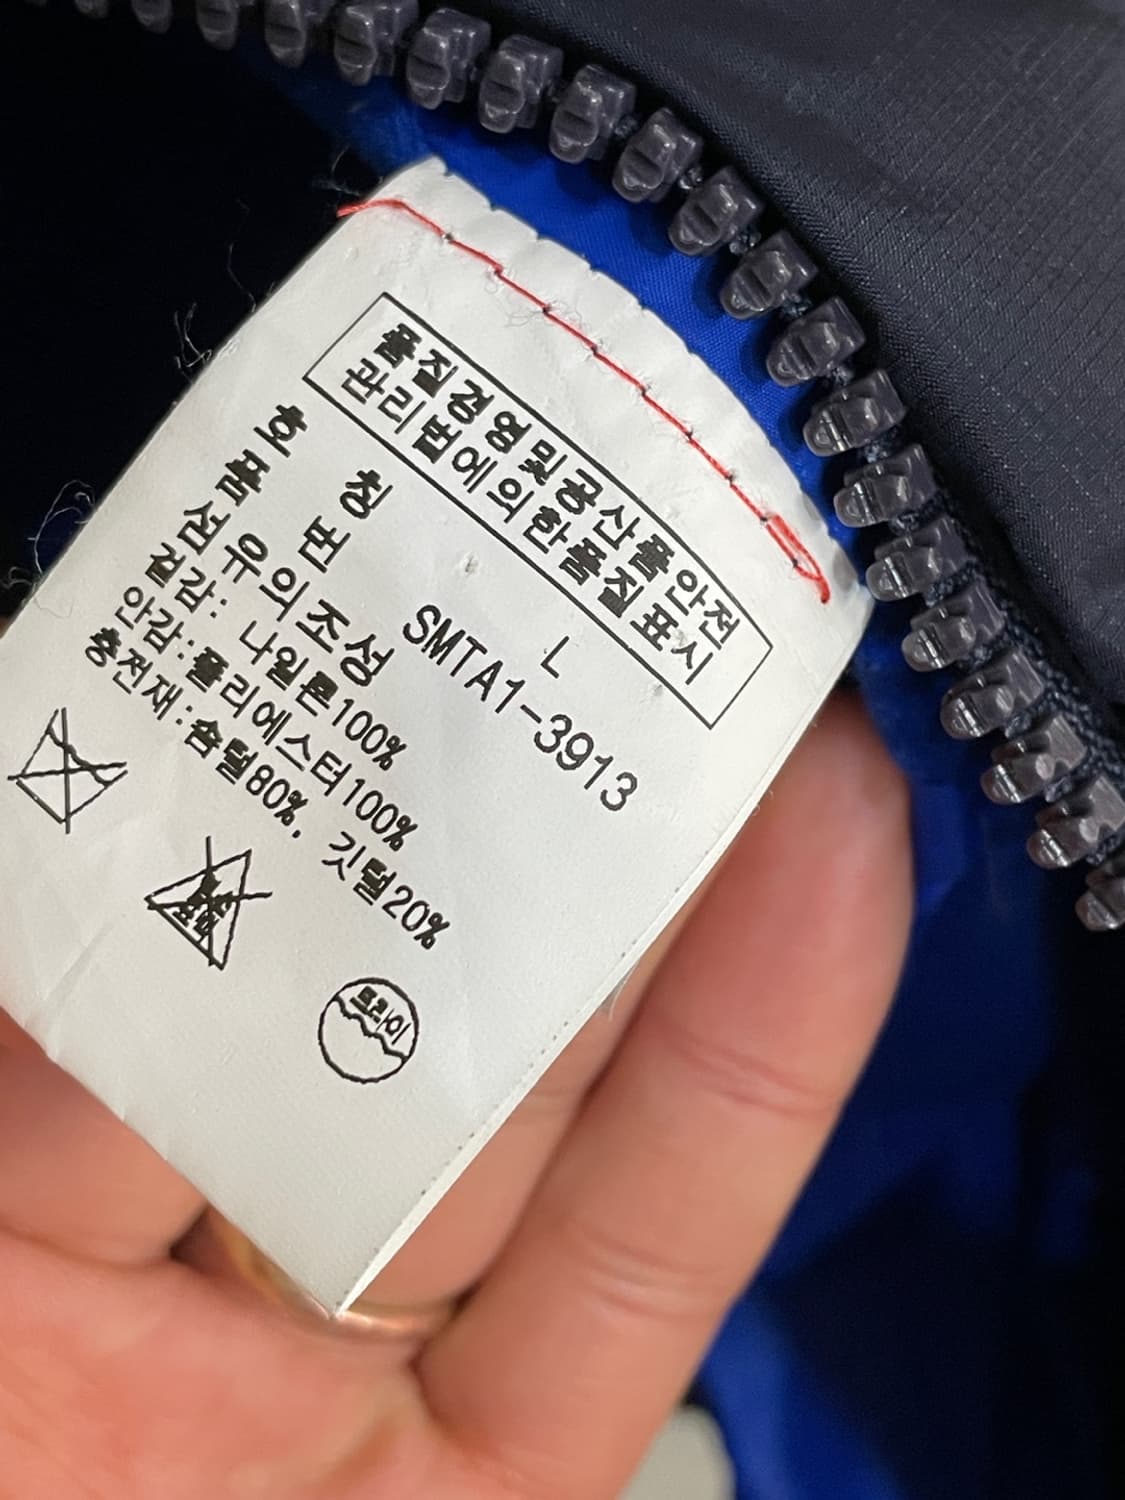 품질경영및공산품안전
관리법에의한품질표시
호 칭 L
품 번 SMTA1-3913
섬유의조성
겉감: 나일론100%
안감:폴리에스터100%
충전재:솜털80%, 깃털20%
드라이